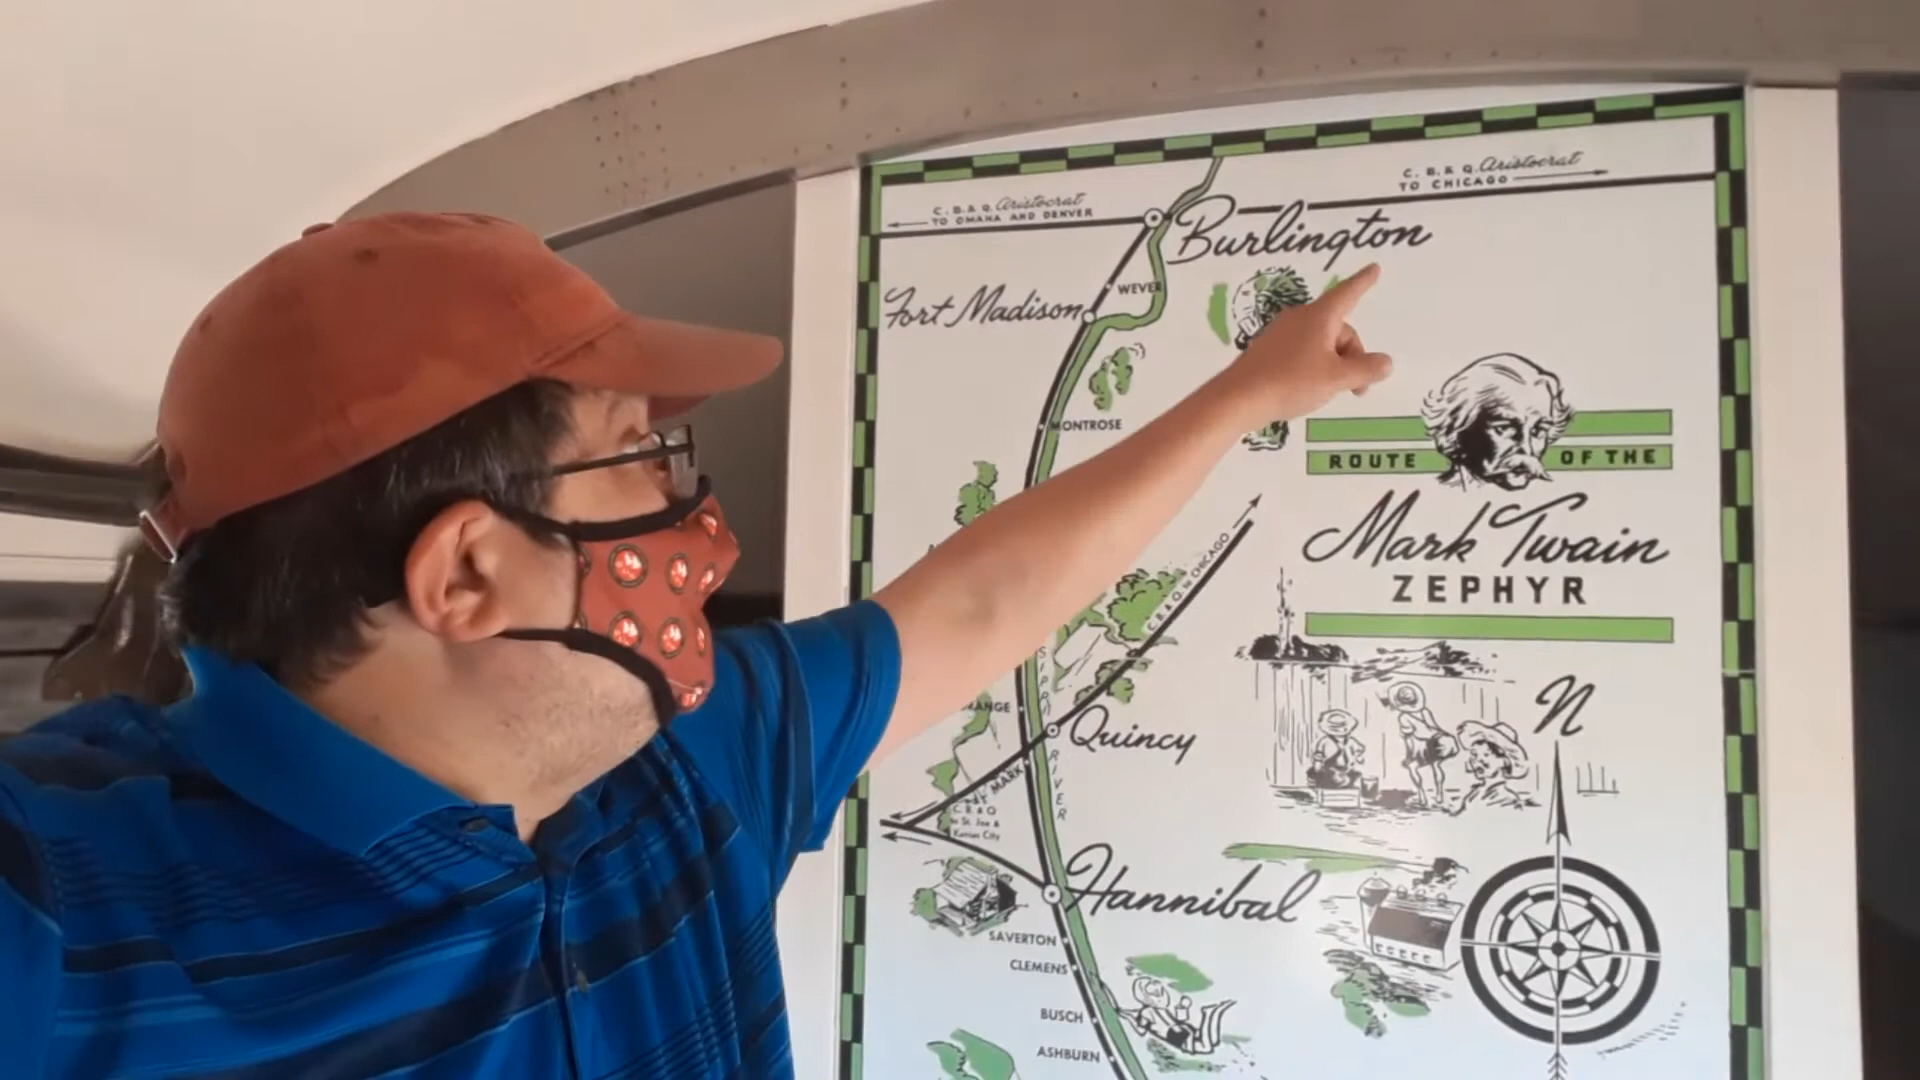 C. B. & Q. Aristocrat
TO CHICAGO
C. B. & Q. Aristocrat
TO OMAHA AND DENVER
Burlington
WEVER
Fort Madison
MONTROSE
ROUTE OF THE
Mark Twain
ZEPHYR
C. B. & Q. to CHICAGO
RIVER
Quincy
N
MARK
C. B. & Q
to St. Joe &
Kansas City
Hannibal
SAVERTON
CLEMENS
BUSCH
ASHBURN